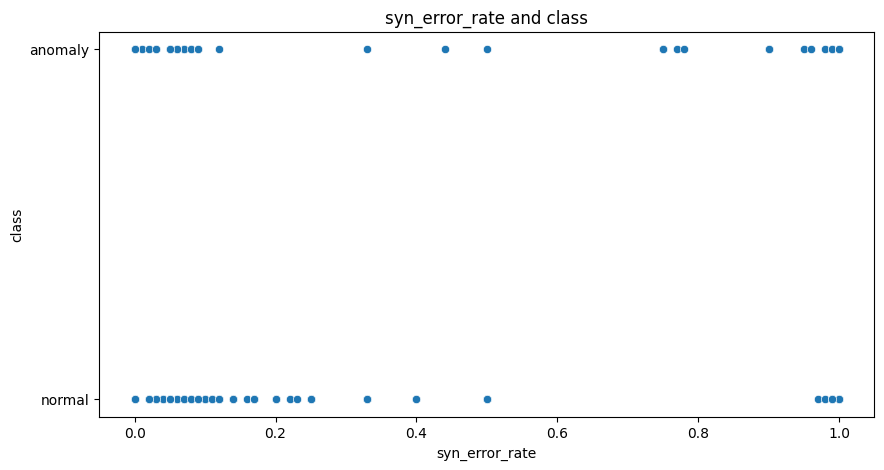 syn_error_rate and class
anomaly
class
normal
0.0 0.2 0.4 0.6 0.8 1.0
syn_error_rate